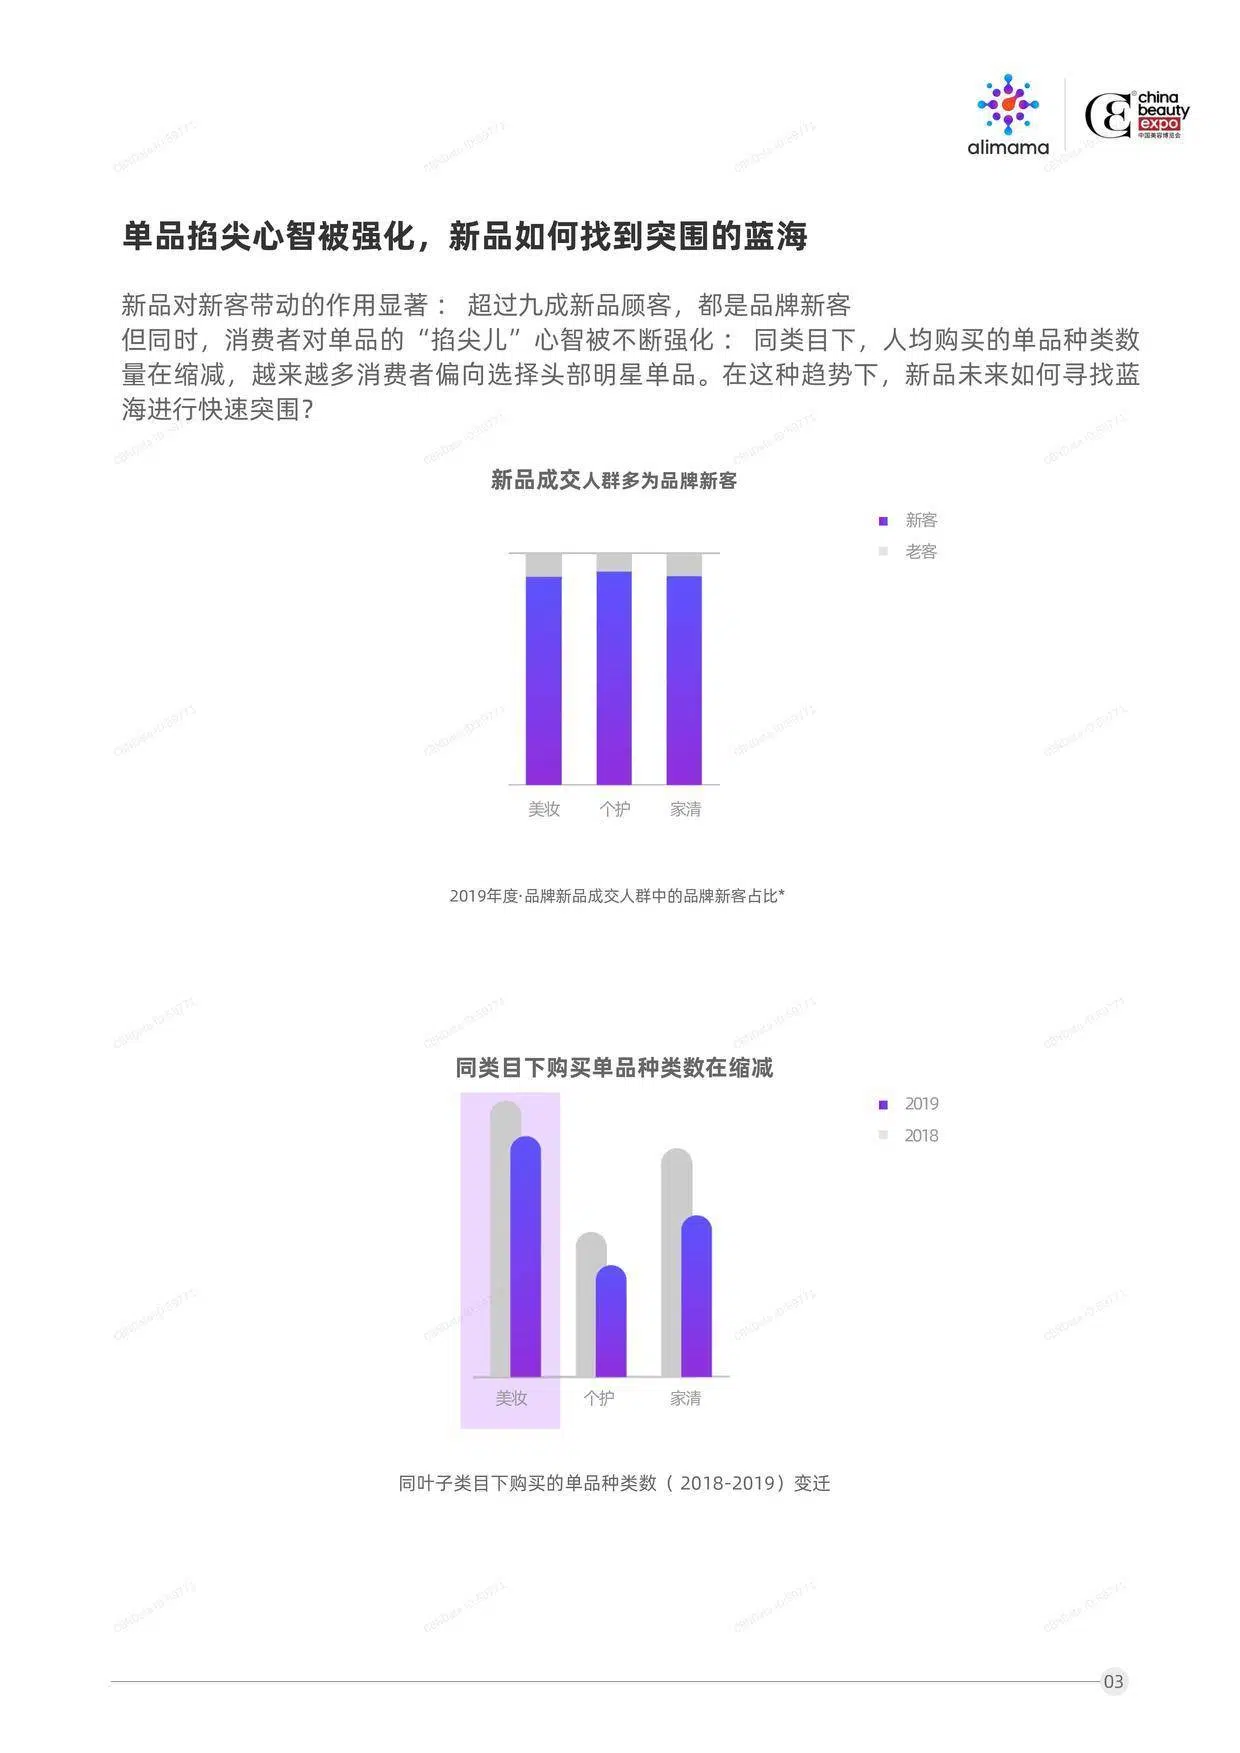 alimama
china
beauty
expo
中国美容博览会
单品掐尖心智被强化，新品如何找到突围的蓝海
新品对新客带动的作用显著： 超过九成新品顾客，都是品牌新客
但同时，消费者对单品的“掐尖儿”心智被不断强化： 同类目下，人均购买的单品种类数
量在缩减，越来越多消费者偏向选择头部明星单品。在这种趋势下，新品未来如何寻找蓝
海进行快速突围？
新品成交人群多为品牌新客
新客
老客
美妆 个护 家清
2019年度·品牌新品成交人群中的品牌新客占比*
同类目下购买单品种类数在缩减
2019
2018
美妆 个护 家清
同叶子类目下购买的单品种类数（ 2018-2019）变迁
03
CBNData ID:59771